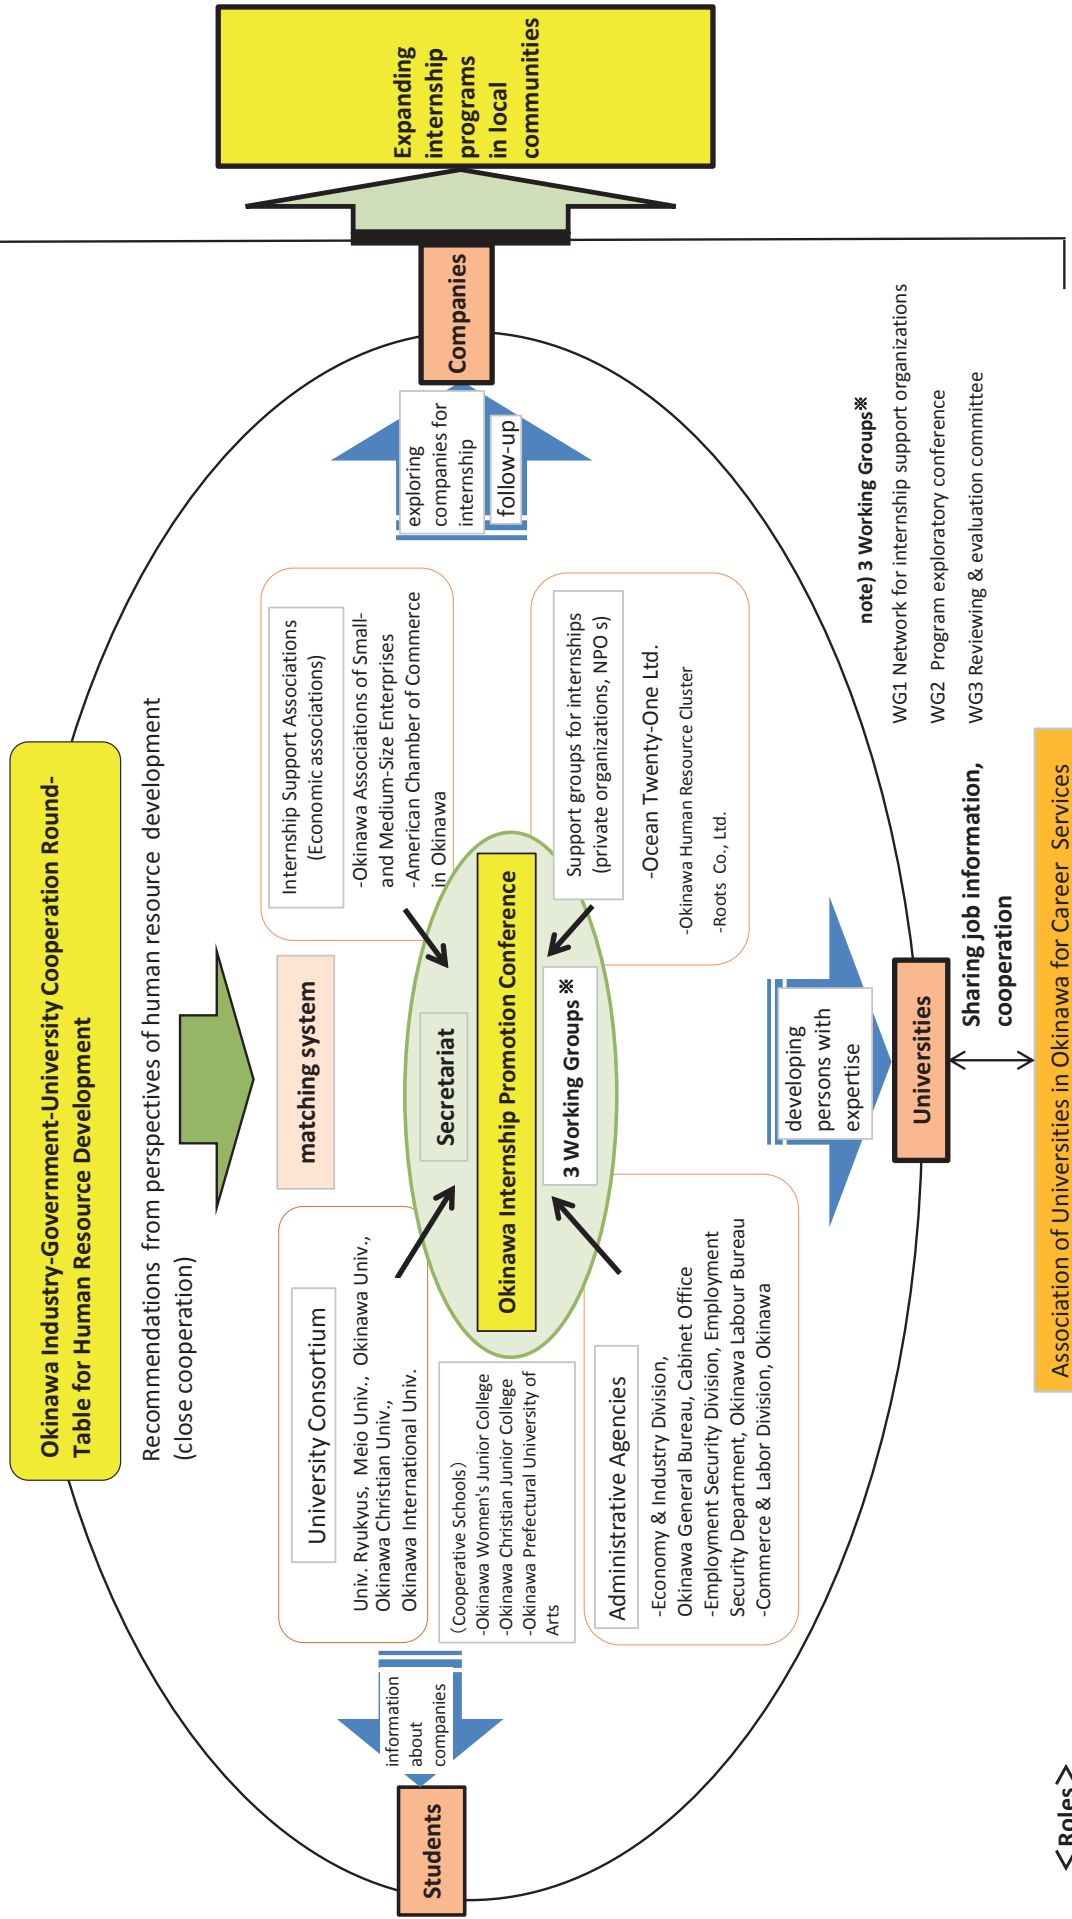 Okinawa Industry-Government-University Cooperation Round-
Table for Human Resource Development
Recommendations from perspectives of human resource development
(close cooperation)
matching system
University Consortium
Univ. Ryukyus, Meio Univ., Okinawa Univ.,
Okinawa Christian Univ.,
Okinawa International Univ.
(Cooperative Schools)
-Okinawa Women's Junior College
-Okinawa Christian Junior College
-Okinawa Prefectural University of
Arts
Internship Support Associations
(Economic associations)
-Okinawa Associations of Small-
and Medium-Size Enterprises
-American Chamber of Commerce
in Okinawa
Secretariat
Okinawa Internship Promotion Conference
3 Working Groups※
Students
information
about
companies
exploring
companies for
internship
follow-up
Companies
Expanding
internship
programs
in local
communities
Administrative Agencies
-Economy & Industry Division,
Okinawa General Bureau, Cabinet Office
-Employment Security Division, Employment
Security Department, Okinawa Labour Bureau
-Commerce & Labor Division, Okinawa
Support groups for internships
(private organizations, NPO s)
-Ocean Twenty-One Ltd.
-Okinawa Human Resource Cluster
-Roots Co., Ltd.
developing
persons with
expertise
Universities
Sharing job information,
cooperation
note) 3 Working Groups※
WG1 Network for internship support organizations
WG2 Program exploratory conference
WG3 Reviewing & evaluation committee
Association of Universities in Okinawa for Career Services
<Roles>